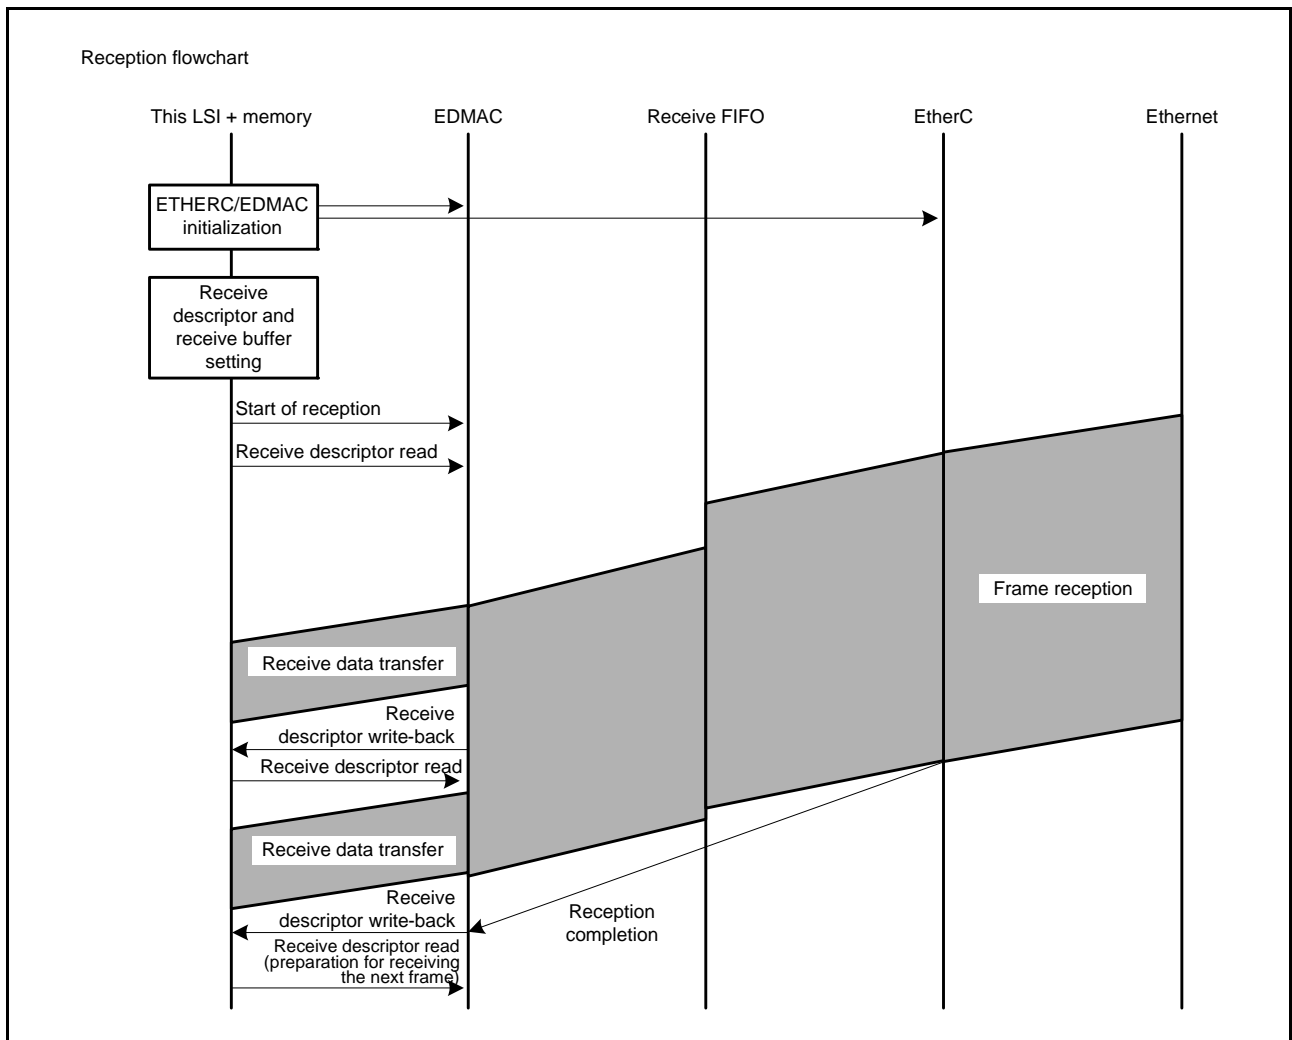 Reception flowchart
This LSI + memory
EDMAC
Receive FIFO
EtherC
Ethernet
ETHERC/EDMAC
initialization
Receive
descriptor and
receive buffer
setting
Start of reception
Receive descriptor read
Frame reception
Receive data transfer
Receive
descriptor write-back
Receive descriptor read
Receive data transfer
Receive
descriptor write-back
Reception
completion
Receive descriptor read
(preparation for receiving
the next frame)